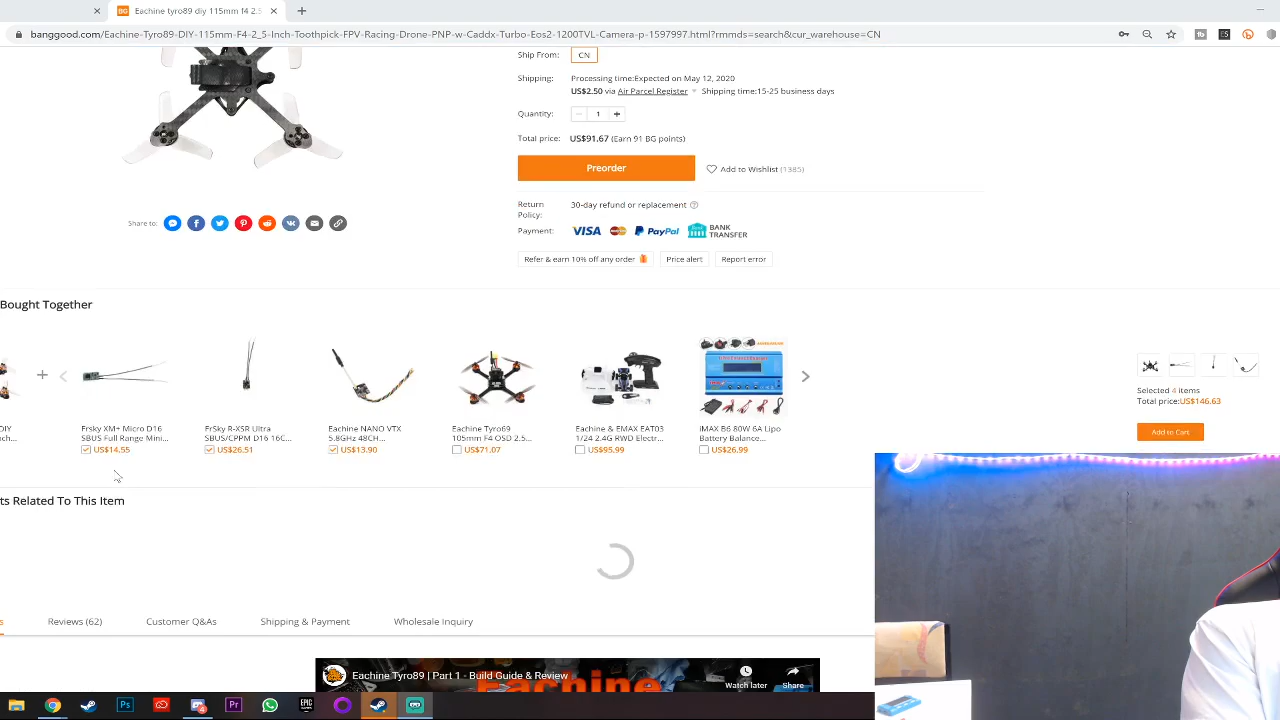 Eachine tyro89 diy 115mm f4 2.5
banggood.com/Eachine-Tyro89-DIY-115mm-F4-2_5-Inch-Toothpick-FPV-Racing-Drone-PNP-w-Caddx-Turbo-Eos2-1200TVL-Camera-p-1597997.html?rmmds=search&cur_warehouse=CN
Ship From: CN
Shipping: Processing time:Expected on May 12, 2020
US$2.50 via Air Parcel Register Shipping time:15-25 business days
Quantity: 1
Total price: US$91.67 (Earn 91 BG points)
Preorder Add to Wishlist (1385)
Share to:
Return Policy: 30-day refund or replacement
Payment: VISA PayPal BANK TRANSFER
Refer & earn 10% off any order Price alert Report error
Bought Together
DIY
Frsky XM+ Micro D16
SBUS Full Range Mini...
US$14.55
FrSky R-XSR Ultra
SBUS/CPPM D16 16C...
US$26.51
Eachine NANO VTX
5.8GHz 48CH...
US$13.90
Eachine Tyro69
105mm F4 OSD 2.5...
US$71.07
Eachine & EMAX EAT03
1/24 2.4G RWD Electr...
US$95.99
iMAX B6 80W 6A Lipo
Battery Balance...
US$26.99
Selected 4 items
Total price:US$146.63
Add to Cart
ts Related To This Item
s Reviews (62) Customer Q&As Shipping & Payment Wholesale Inquiry
Eachine Tyro89 | Part 1 - Build Guide & Review
Eachine
Watch later Share